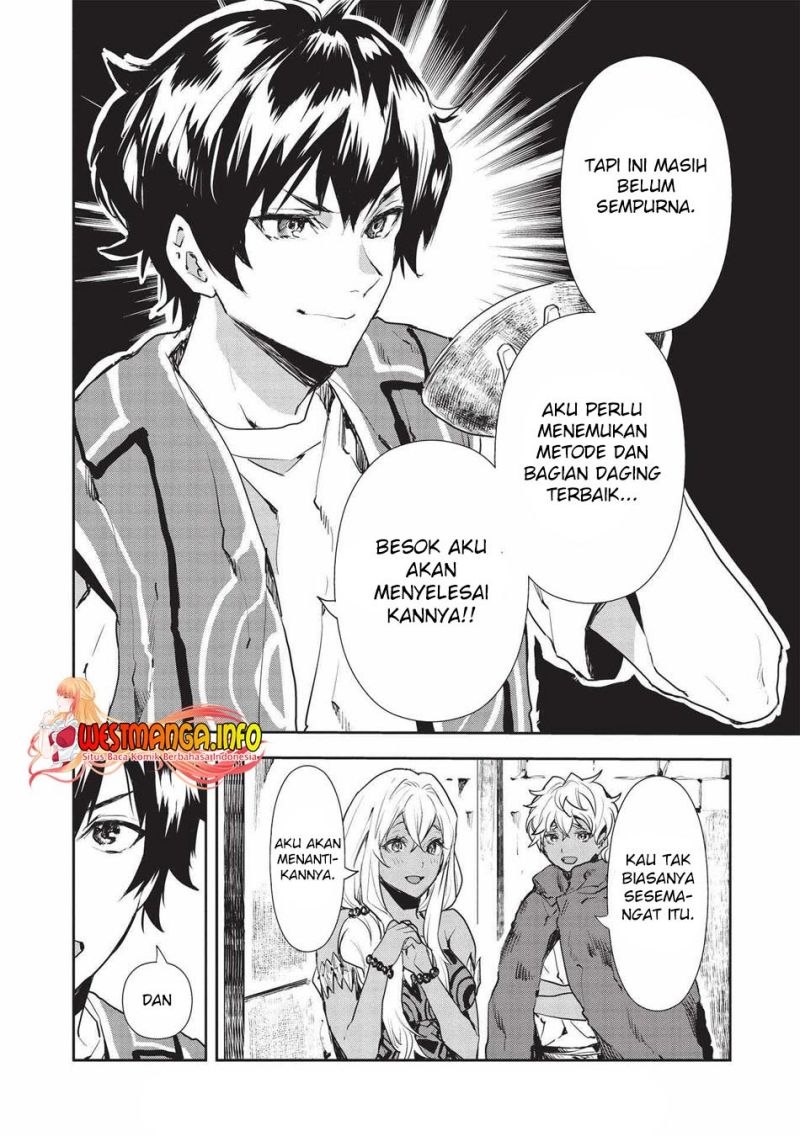 TAPI INI MASIH
BELUM
SEMPURNA.
AKU PERLU
MENEMUKAN
METODE DAN
BAGIAN DAGING
TERBAIK...
BESOK AKU
AKAN
MENYELESAI
KANNYA!!
WESTMANGA.INFO
Situs Baca Komik Berbahasa Indonesia
KAU TAK
BIASANYA
SESEMA-
NGAT ITU.
AKU AKAN
MENANTI-
KANNYA.
DAN